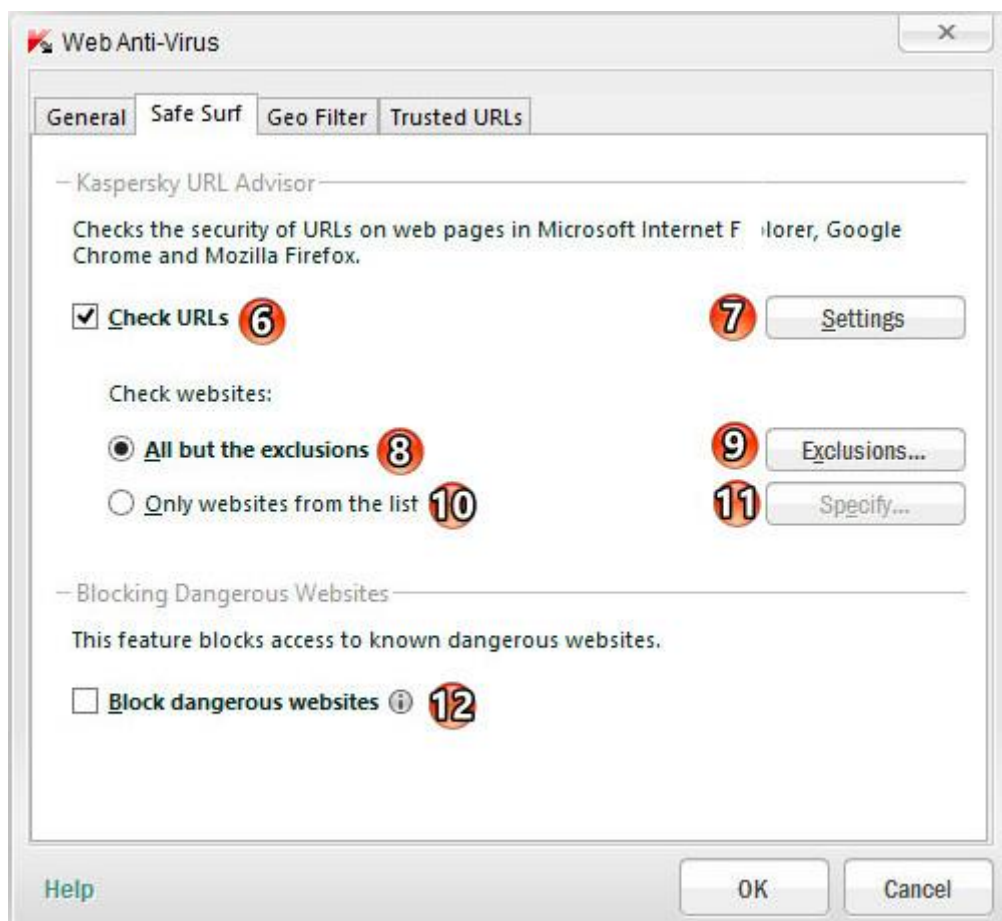 Web Anti-Virus
General Safe Surf Geo Filter Trusted URLs
Kaspersky URL Advisor
Checks the security of URLs on web pages in Microsoft Internet F lorer, Google
Chrome and Mozilla Firefox.
Check URLs 6 7 Settings
Check websites:
All but the exclusions 8 9 Exclusions...
Only websites from the list 10 11 Specify...
Blocking Dangerous Websites
This feature blocks access to known dangerous websites.
Block dangerous websites i 12
Help OK Cancel